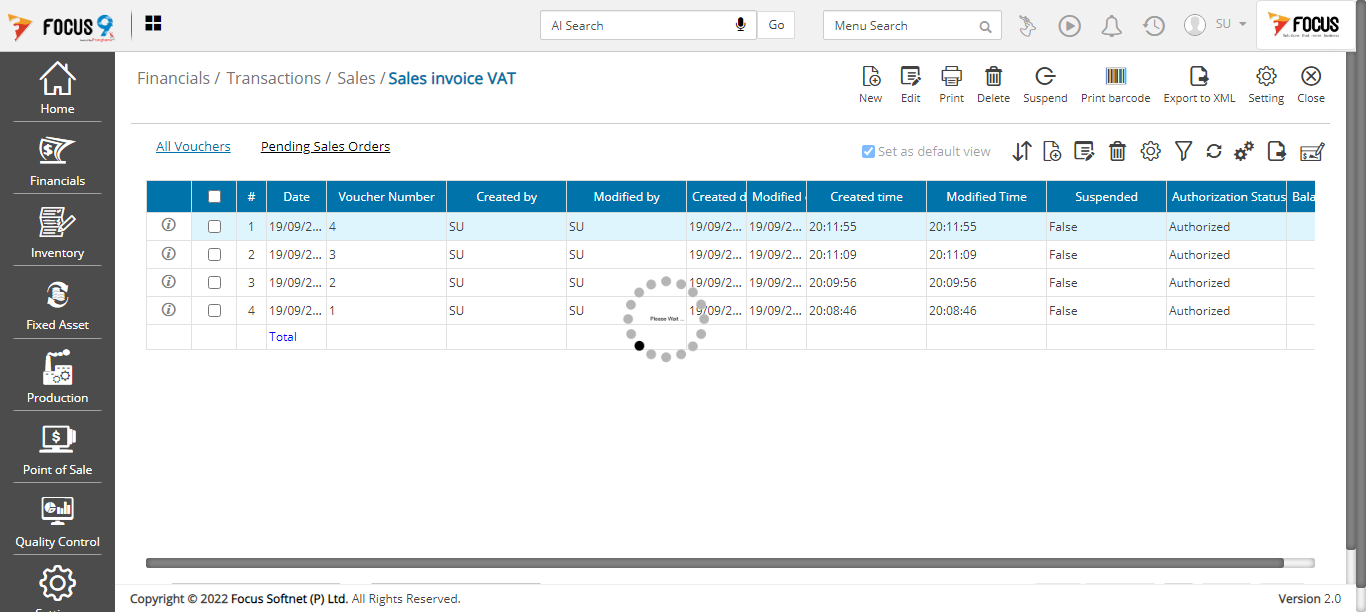 FOCUS 9
AI Search
Go
Menu Search
SU
FOCUS
Home
Financials
Inventory
Fixed Asset
Production
Point of Sale
Quality Control
Financials / Transactions / Sales / Sales invoice VAT
New Edit Print Delete Suspend Print barcode Export to XML Setting Close
All Vouchers Pending Sales Orders
Set as default view
# Date Voucher Number Created by Modified by Created d Modified Created time Modified Time Suspended Authorization Status Bala
1 19/09/2... 4 SU SU 19/09/2... 19/09/2... 20:11:55 20:11:55 False Authorized
2 19/09/2... 3 SU SU 19/09/2... 19/09/2... 20:11:09 20:11:09 False Authorized
3 19/09/2... 2 SU SU 19/09/2... 19/09/2... 20:09:56 20:09:56 False Authorized
4 19/09/2... 1 SU SU 19/09/2... 19/09/2... 20:08:46 20:08:46 False Authorized
Please Wait ...
Total
Copyright © 2022 Focus Softnet (P) Ltd. All Rights Reserved.
Version 2.0